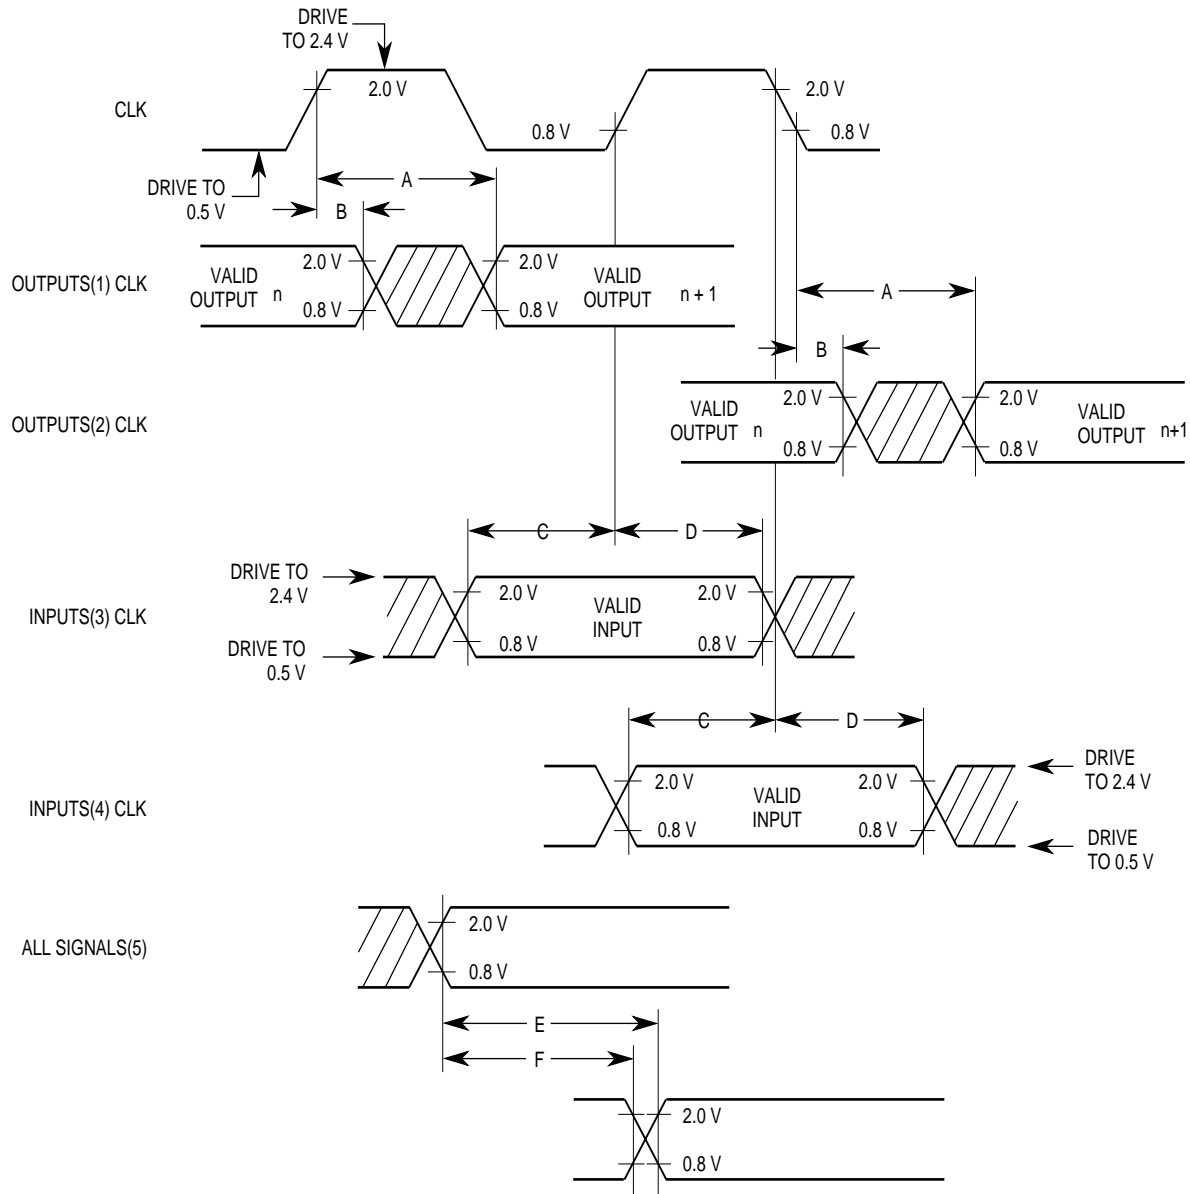 DRIVE
TO 2.4 V
2.0 V
2.0 V
CLK
0.8 V
0.8 V
DRIVE TO
0.5 V
A
B
OUTPUTS(1) CLK
VALID
OUTPUT n
2.0 V
0.8 V
2.0 V
0.8 V
VALID
OUTPUT n + 1
A
B
OUTPUTS(2) CLK
VALID
OUTPUT n
2.0 V
0.8 V
2.0 V
0.8 V
VALID
OUTPUT n+1
C
D
INPUTS(3) CLK
DRIVE TO
2.4 V
DRIVE TO
0.5 V
2.0 V
0.8 V
VALID
INPUT
2.0 V
0.8 V
C
D
INPUTS(4) CLK
2.0 V
0.8 V
VALID
INPUT
2.0 V
0.8 V
DRIVE
TO 2.4 V
DRIVE
TO 0.5 V
ALL SIGNALS(5)
2.0 V
0.8 V
E
F
2.0 V
0.8 V